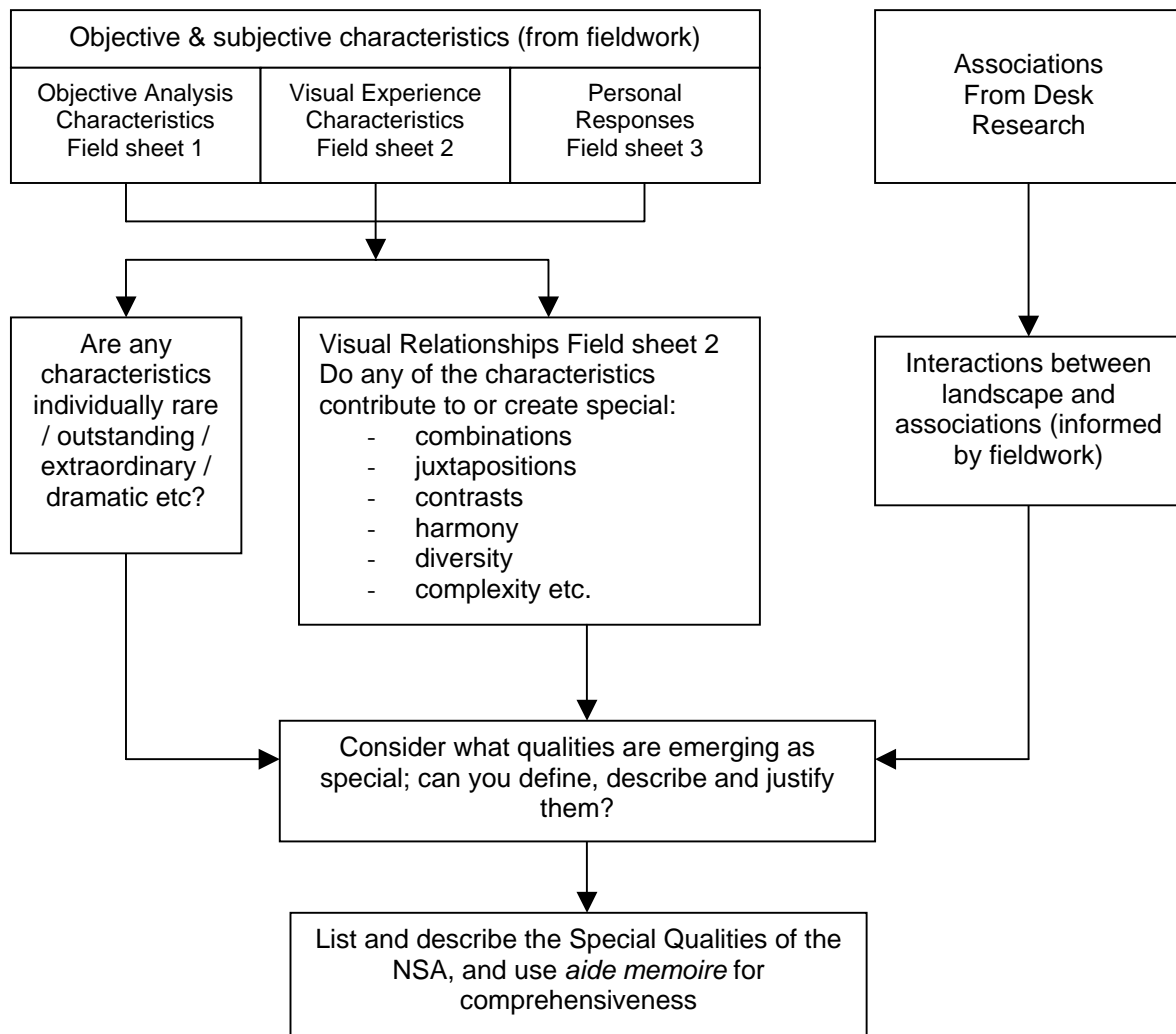 Objective & subjective characteristics (from fieldwork)
Objective Analysis
Characteristics
Field sheet 1
Visual Experience
Characteristics
Field sheet 2
Personal
Responses
Field sheet 3
Associations
From Desk
Research
Are any
characteristics
individually rare
/ outstanding /
extraordinary /
dramatic etc?
Visual Relationships Field sheet 2
Do any of the characteristics
contribute to or create special:
- combinations
- juxtapositions
- contrasts
- harmony
- diversity
- complexity etc.
Interactions between
landscape and
associations (informed
by fieldwork)
Consider what qualities are emerging as
special; can you define, describe and justify
them?
List and describe the Special Qualities of the
NSA, and use aide memoire for
comprehensiveness